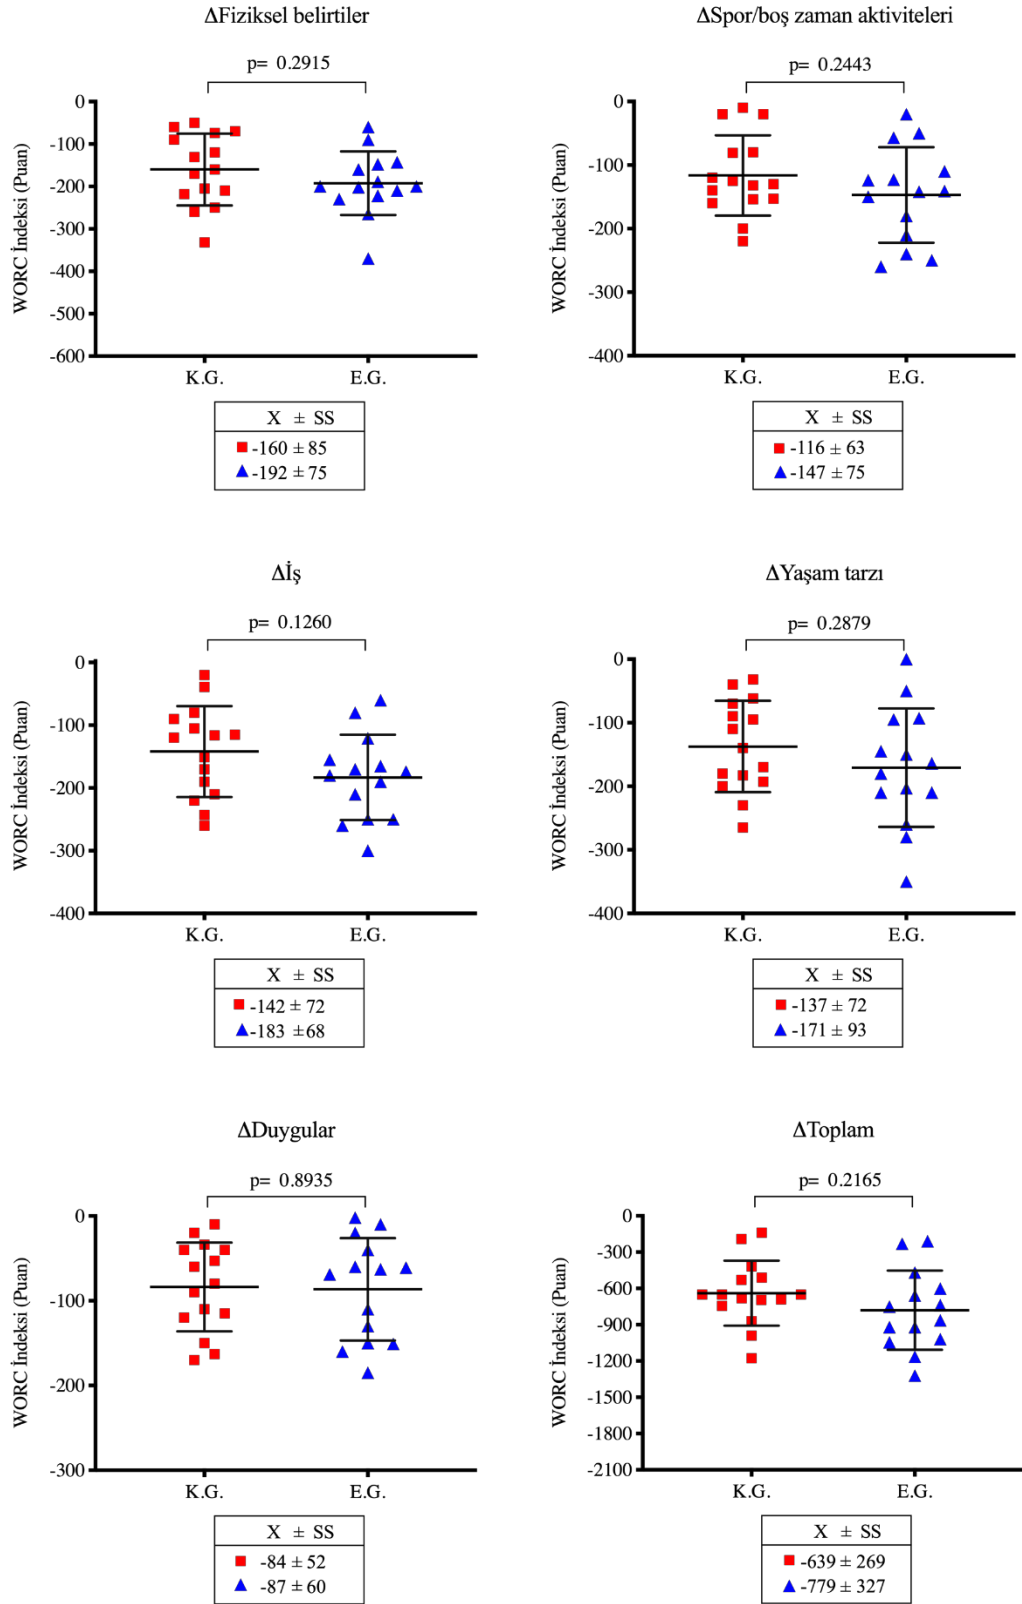 ΔFiziksel belirtiler
p= 0.2915
WORC İndeksi (Puan)
0
-100
-200
-300
-400
-500
-600
K.G.
E.G.
X ± SS
-160 ± 85
-192 ± 75
ΔSpor/boş zaman aktiviteleri
p= 0.2443
WORC İndeksi (Puan)
0
-100
-200
-300
-400
K.G.
E.G.
X ± SS
-116 ± 63
-147 ± 75
Δİş
p= 0.1260
WORC İndeksi (Puan)
0
-100
-200
-300
-400
K.G.
E.G.
X ± SS
-142 ± 72
-183 ±68
ΔYaşam tarzı
p= 0.2879
WORC İndeksi (Puan)
0
-100
-200
-300
-400
K.G.
E.G.
X ± SS
-137 ± 72
-171 ± 93
ΔDuygular
p= 0.8935
WORC İndeksi (Puan)
0
-100
-200
-300
K.G.
E.G.
X ± SS
-84 ± 52
-87 ± 60
ΔToplam
p= 0.2165
WORC İndeksi (Puan)
0
-300
-600
-900
-1200
-1500
-1800
-2100
K.G.
E.G.
X ± SS
-639 ± 269
-779 ± 327